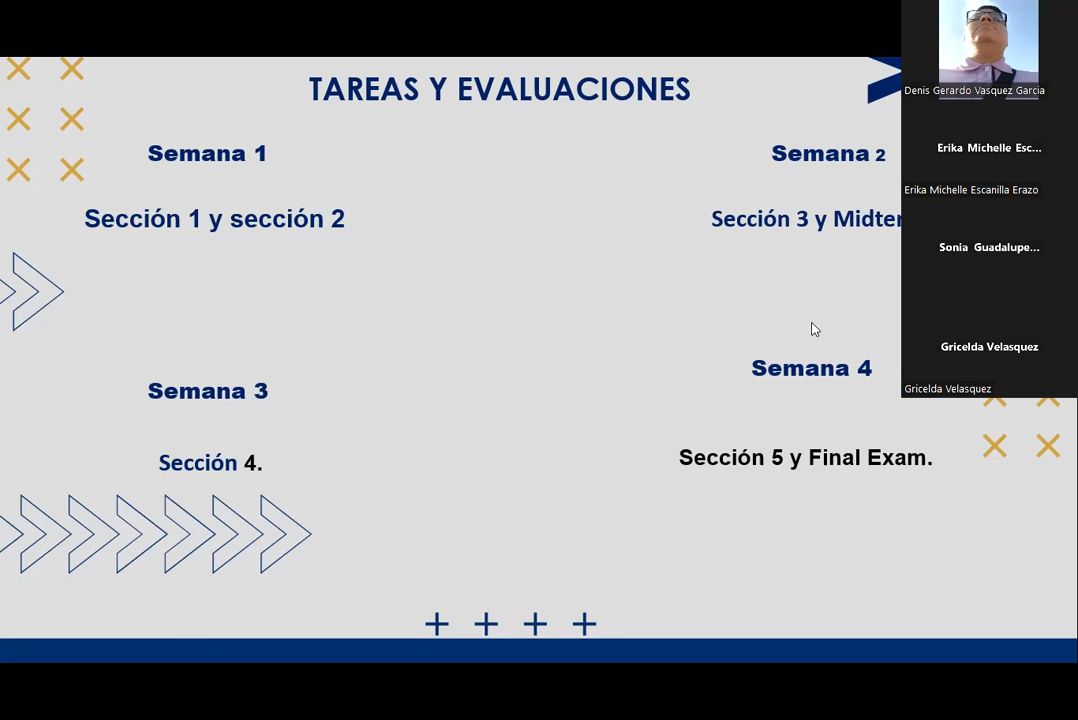 TAREAS Y EVALUACIONES
Semana 1
Semana 2
Sección 1 y sección 2
Sección 3 y Midter
Semana 3
Semana 4
Sección 4.
Sección 5 y Final Exam.
Denis Gerardo Vasquez Garcia
Erika Michelle Esc...
Erika Michelle Escanilla Erazo
Sonia Guadalupe...
Gricelda Velasquez
Gricelda Velasquez